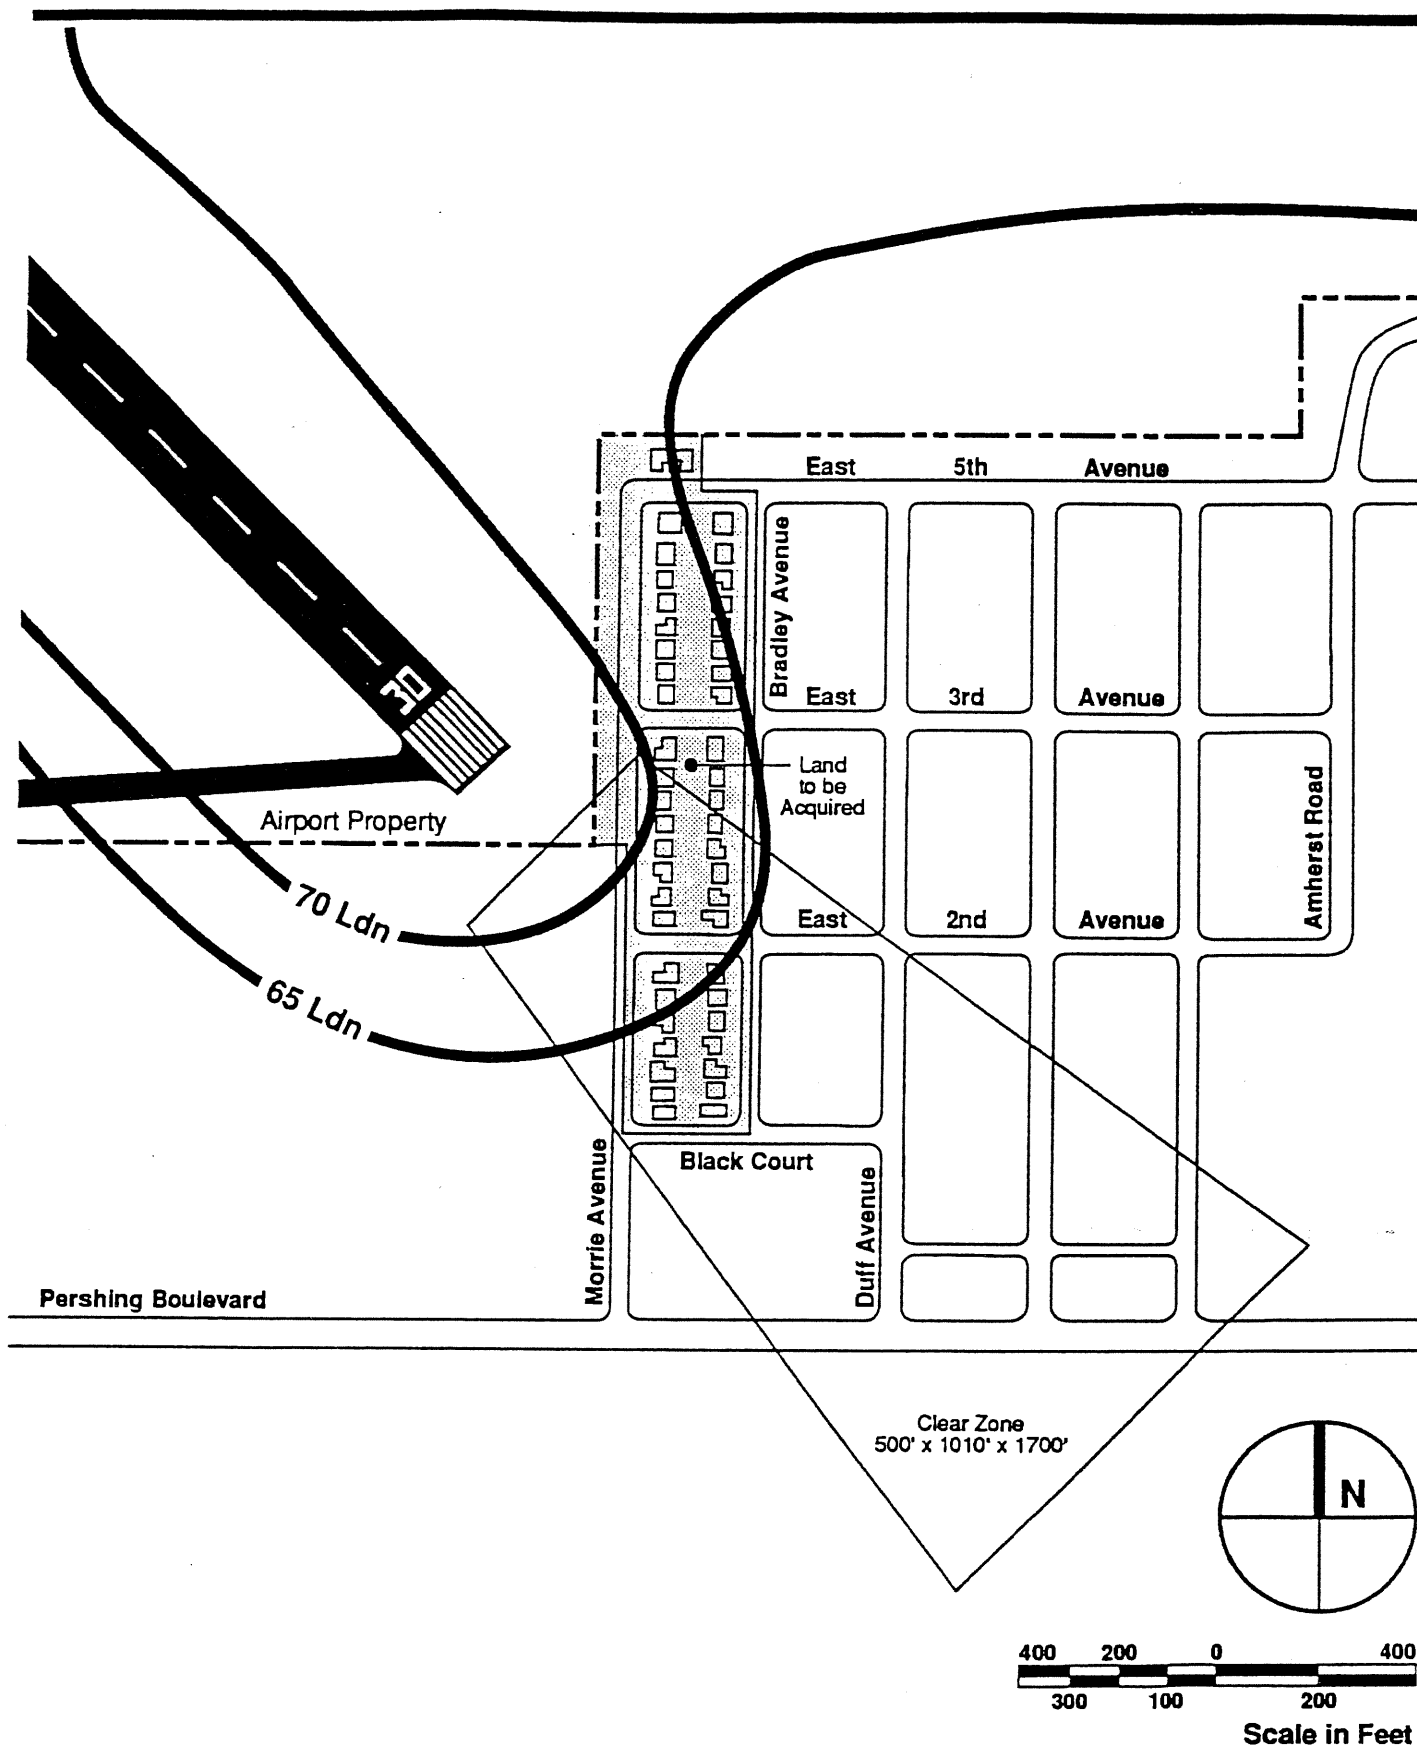 East 5th Avenue
Bradley Avenue
30
East 3rd Avenue
Land
to be
Acquired
Airport Property
Amherst Road
70 Ldn
East 2nd Avenue
65 Ldn
Morrie Avenue
Black Court
Duff Avenue
Pershing Boulevard
Clear Zone
500' x 1010' x 1700'
N
400 200 0 400
300 100 200
Scale in Feet